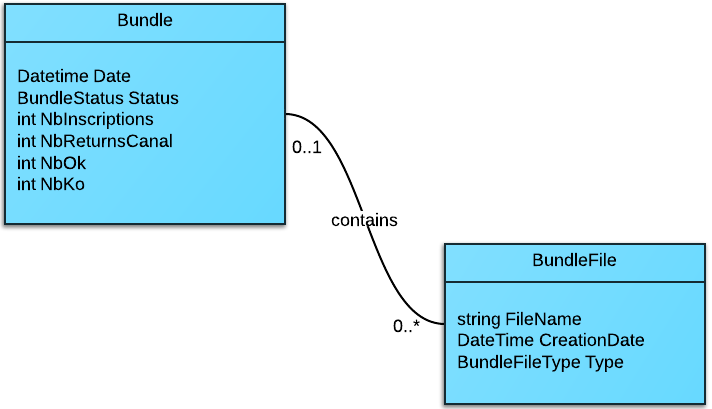 Bundle
Datetime Date
BundleStatus Status
int NbInscriptions
int NbReturnsCanal
int NbOk
int NbKo
0..1
contains
0..*
BundleFile
string FileName
DateTime CreationDate
BundleFileType Type